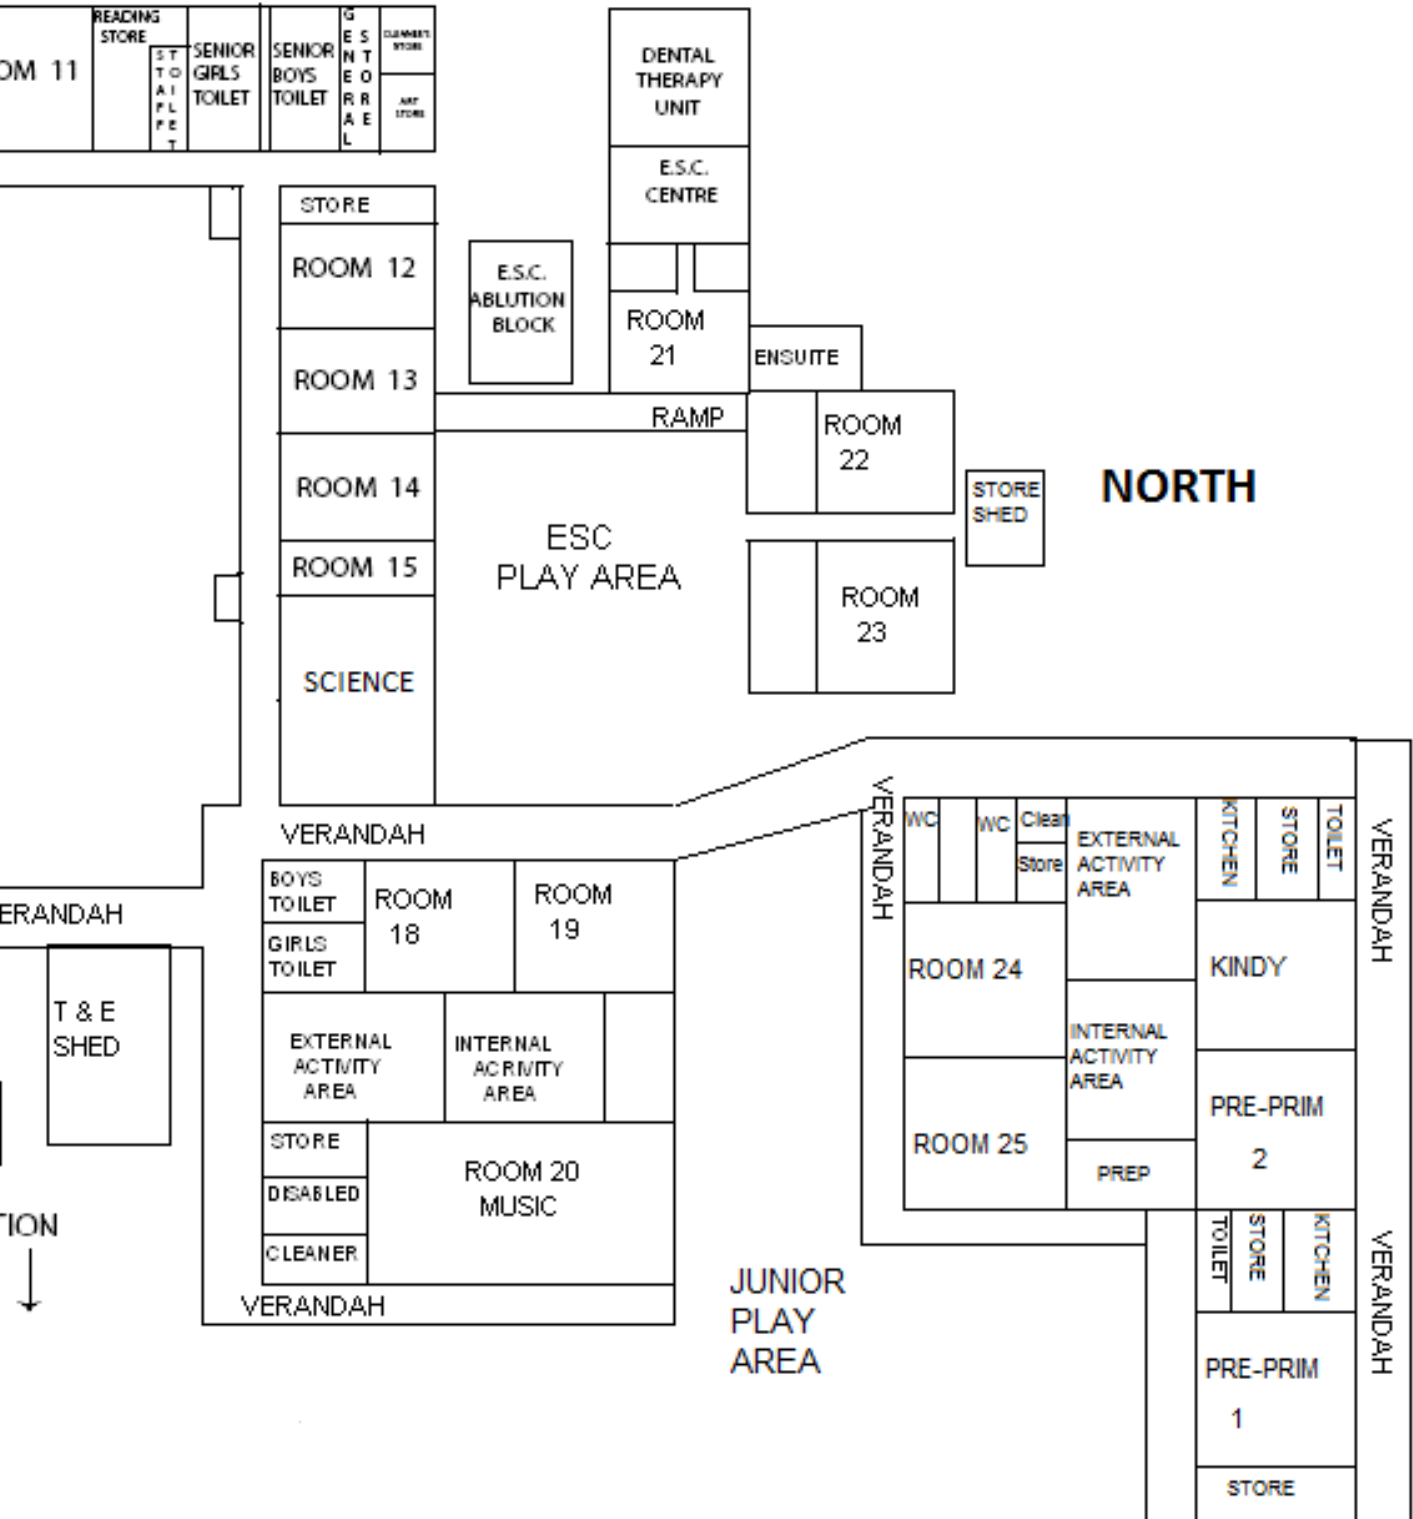 OM 11
READING
STORE
STAFF
TOILET
SENIOR
GIRLS
TOILET
SENIOR
BOYS
TOILET
GENERAL
STORE
CLEANER'S
STORE
ART
STORE
DENTAL
THERAPY
UNIT
E.S.C.
CENTRE
STORE
ROOM 12
E.S.C.
ABLUTION
BLOCK
ROOM
21
ENSUITE
ROOM 13
RAMP
ROOM
22
ROOM 14
STORE
SHED
NORTH
ESC
PLAY AREA
ROOM 15
ROOM
23
SCIENCE
VERANDAH
VERANDAH
WC
WC
Clean
Store
EXTERNAL
ACTIVITY
AREA
KITCHEN
STORE
TOILET
VERANDAH
BOYS
TOILET
ROOM
18
ROOM
19
ERANDAH
GIRLS
TOILET
ROOM 24
KINDY
T & E
SHED
EXTERNAL
ACTIVITY
AREA
INTERNAL
ACRIVITY
AREA
INTERNAL
ACTIVITY
AREA
PRE-PRIM
2
STORE
ROOM 20
MUSIC
ROOM 25
PREP
DISABLED
TION
CLEANER
TOILET
STORE
KITCHEN
VERANDAH
VERANDAH
JUNIOR
PLAY
AREA
PRE-PRIM
1
STORE